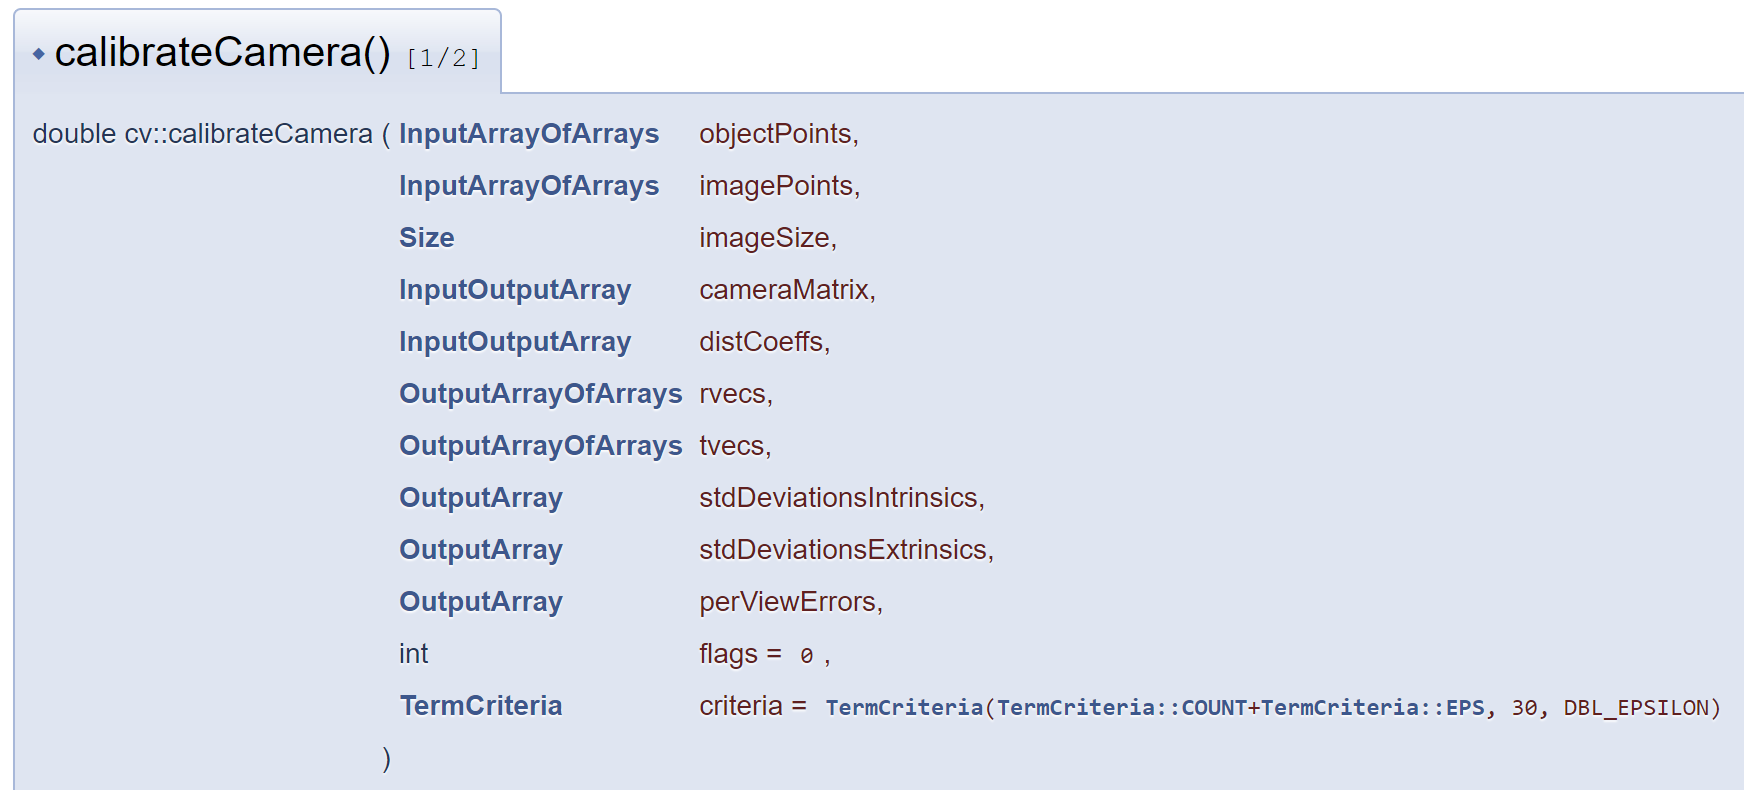 ◆ calibrateCamera() [1/2]
double cv::calibrateCamera ( InputArrayOfArrays objectPoints,
InputArrayOfArrays imagePoints,
Size imageSize,
InputOutputArray cameraMatrix,
InputOutputArray distCoeffs,
OutputArrayOfArrays rvecs,
OutputArrayOfArrays tvecs,
OutputArray stdDeviationsIntrinsics,
OutputArray stdDeviationsExtrinsics,
OutputArray perViewErrors,
int flags = 0 ,
TermCriteria criteria = TermCriteria(TermCriteria::COUNT+TermCriteria::EPS, 30, DBL_EPSILON)
)